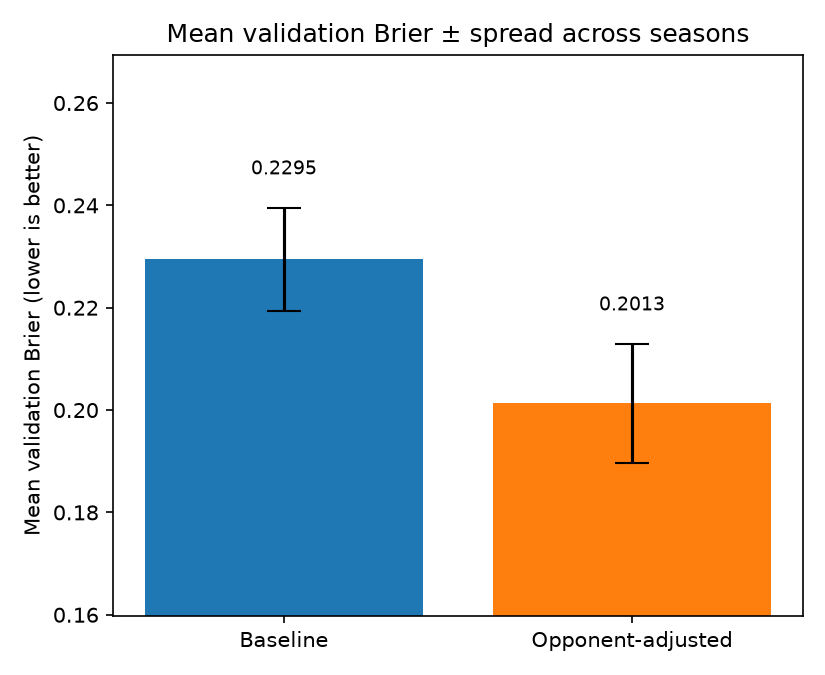 Mean validation Brier ± spread across seasons
Mean validation Brier (lower is better)
0.26
0.24
0.22
0.20
0.18
0.16
0.2295
0.2013
Baseline
Opponent-adjusted